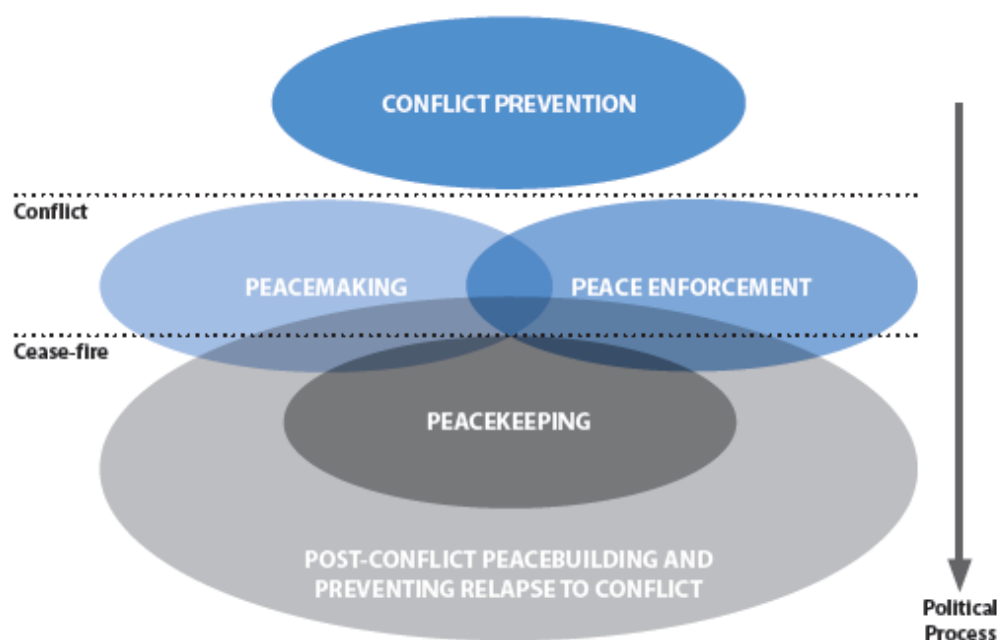 CONFLICT PREVENTION
Conflict
PEACEMAKING
PEACE ENFORCEMENT
Cease-fire
PEACEKEEPING
POST-CONFLICT PEACEBUILDING AND
PREVENTING RELAPSE TO CONFLICT
Political
Process